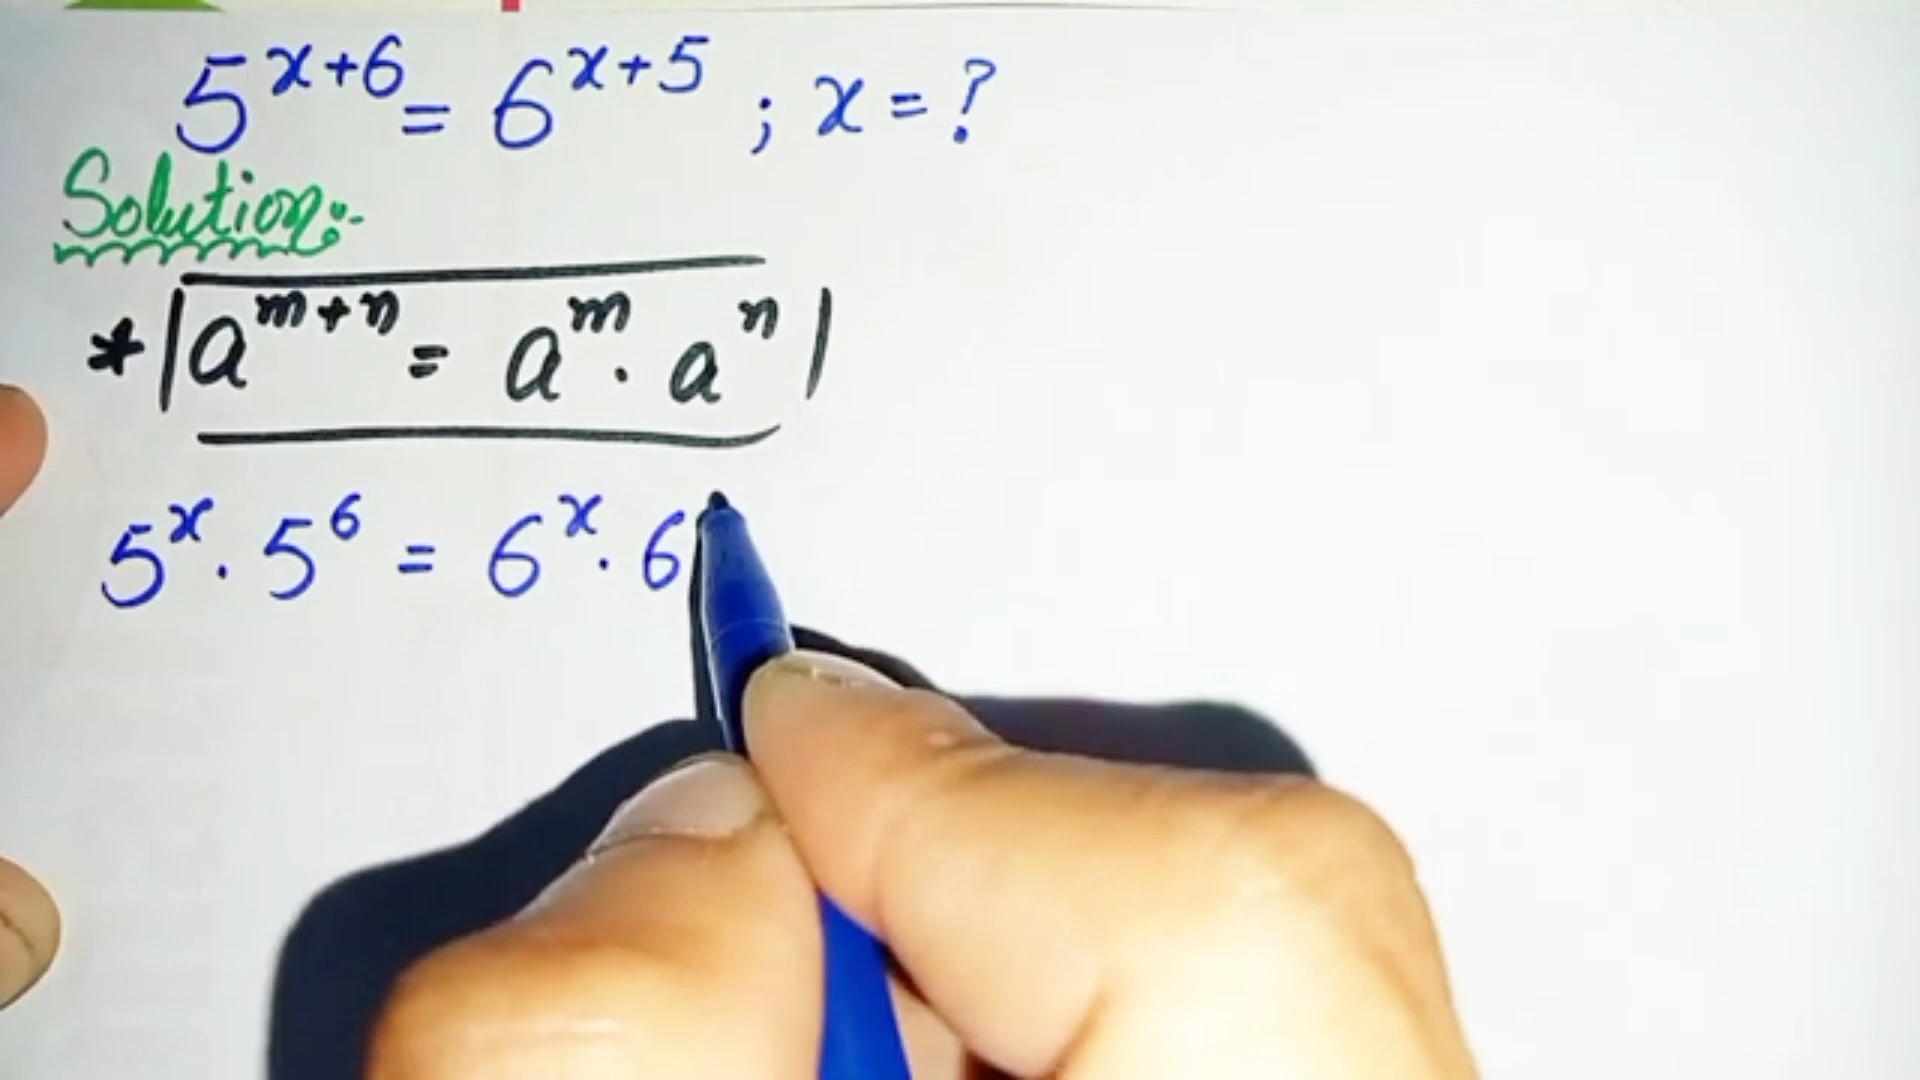 5^{x+6} = 6^{x+5} ; x = ?
Solution:-
* |a^{m+n} = a^m . a^n|
5^x . 5^6 = 6^x . 6